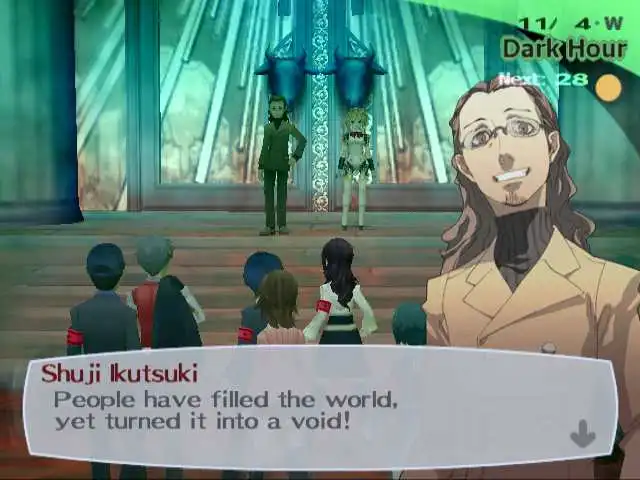 11/ 4・W
Dark Hour
Next: 28
Shuji Ikutsuki
People have filled the world,
yet turned it into a void!